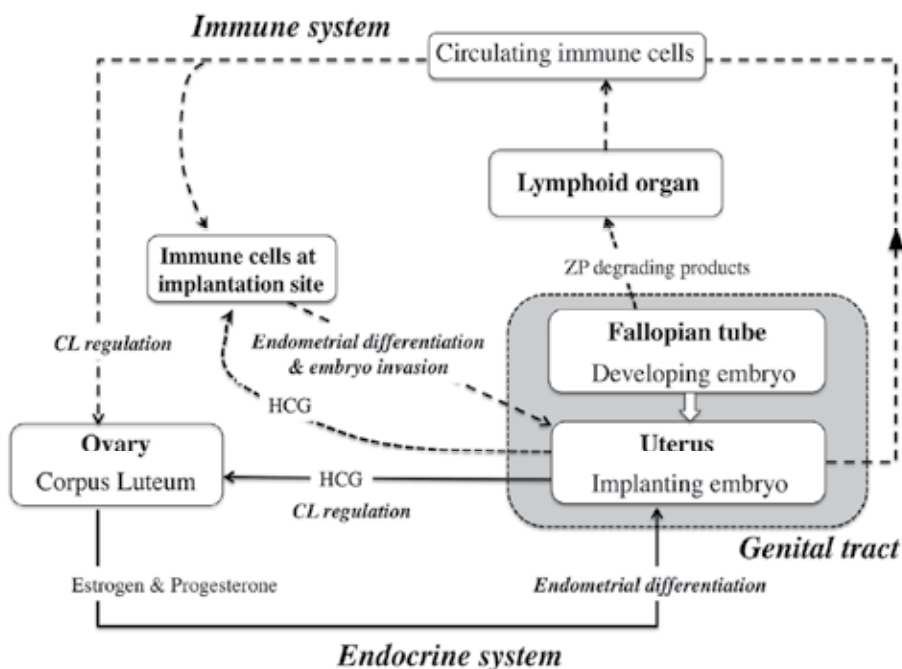 Immune system
Circulating immune cells
Lymphoid organ
Immune cells at
implantation site
ZP degrading products
CL regulation
Endometrial differentiation
& embryo invasion
Fallopian tube
Developing embryo
HCG
Ovary
Corpus Luteum
Uterus
Implanting embryo
HCG
CL regulation
Genital tract
Estrogen & Progesterone
Endometrial differentiation
Endocrine system